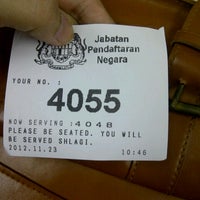 Jabatan
Pendaftaran
Negara
YOUR NO. :
4055
NOW SERVING :4048
PLEASE BE SEATED. YOU WILL
BE SERVED SHLAGI.
2012.11.23 10:46